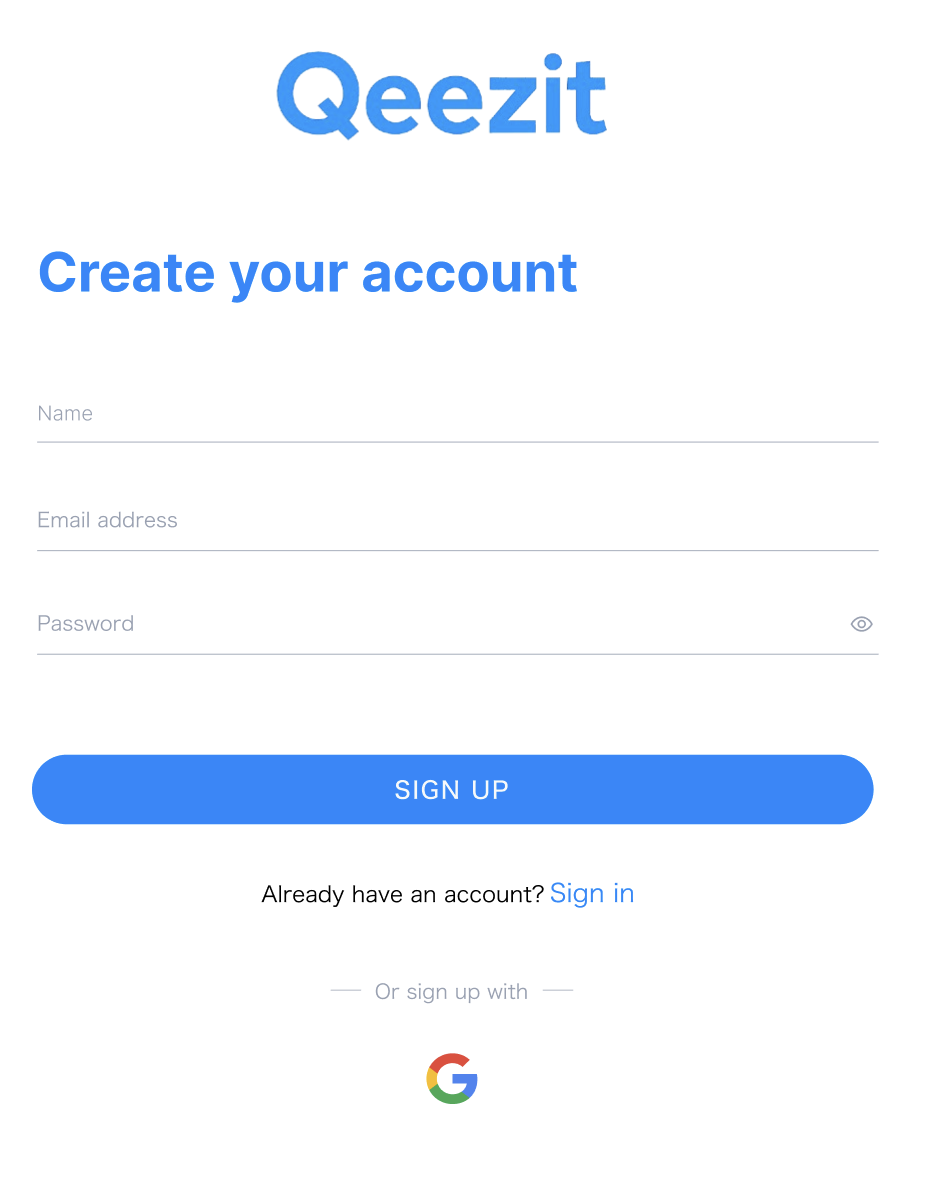 Qeezit
Create your account
Name
Email address
Password
SIGN UP
Already have an account? Sign in
Or sign up with